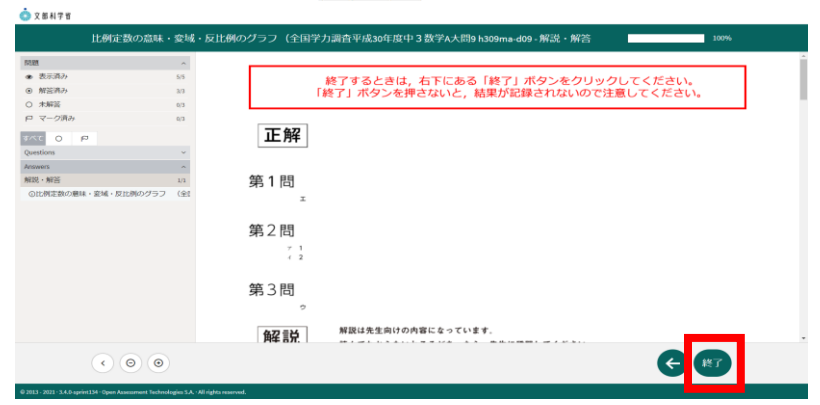 文部科学省
比例定数の意味・変域・反比例のグラフ（全国学力調査平成30年度中３数学A大問9 h309ma-d09 - 解説・解答
100%
問題
表示済み 5/5
解答済み 3/3
未解答 0/3
マーク済み 0/5
すべて
Questions
Answers
解説・解答 1/1
比例定数の意味・変域・反比例のグラフ （全国
終了するときは，右下にある「終了」ボタンをクリックしてください。
「終了」ボタンを押さないと，結果が記録されないので注意してください。
正解
第１問
エ
第２問
ア 1
イ 2
第３問
ウ
解説
解説は先生向けの内容になっています．
終了
© 2013 - 2021 · 3.4.0-sprint134 · Open Assessment Technologies S.A. · All rights reserved.